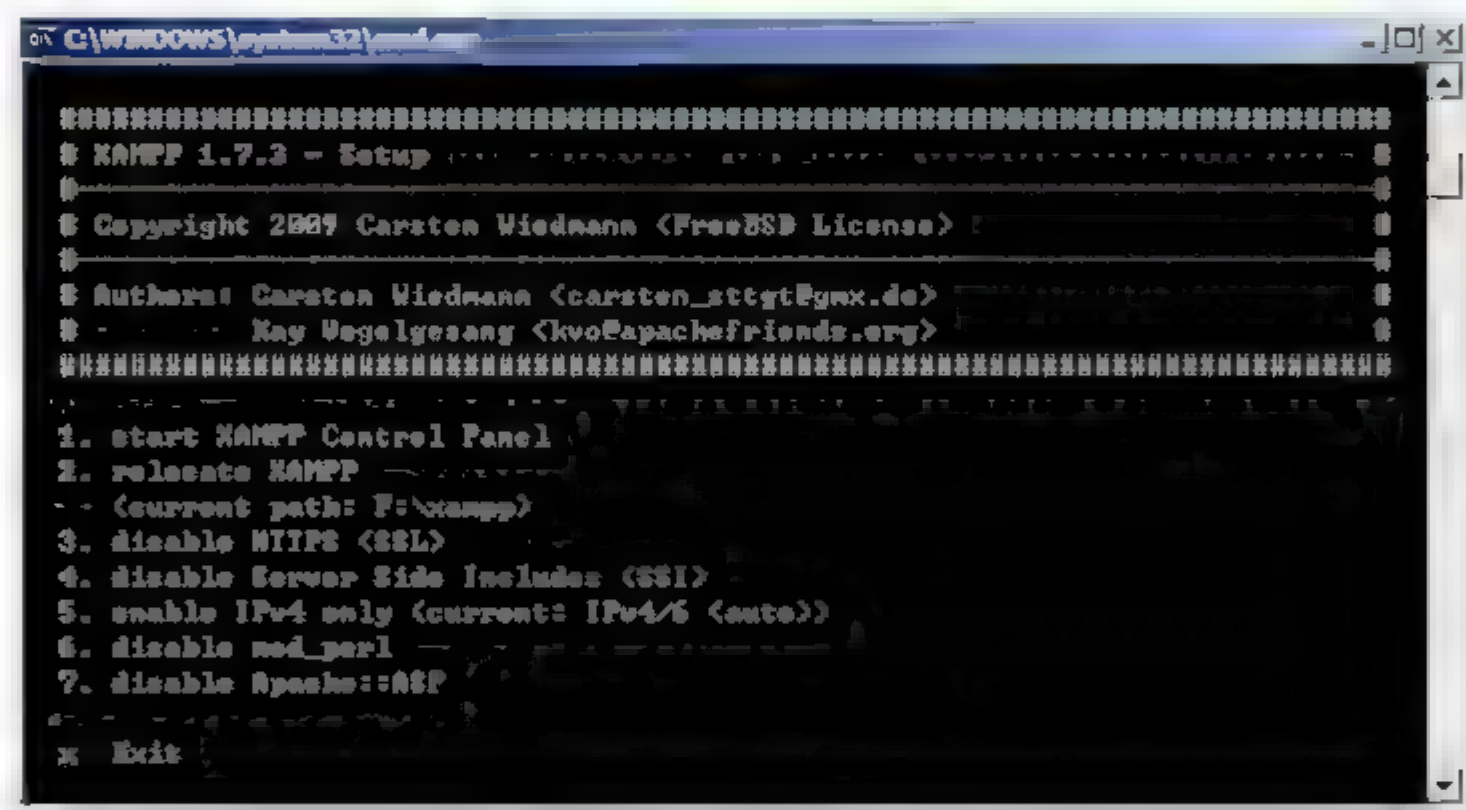 C:\WINDOWS\system32\cmd.exe
################################################################################
# XAMPP 1.7.3 - Setup #
#------------------------------------------------------------------------------#
# Copyright 2009 Carsten Wiedmann (FreeBSD License) #
#------------------------------------------------------------------------------#
# Authors: Carsten Wiedmann <carsten_sttgt@gmx.de> #
# Kay Vogelgesang <kvo@apachefriends.org> #
################################################################################
1. start XAMPP Control Panel
2. relocate XAMPP
(current path: F:\xampp)
3. disable HTTPS (SSL)
4. disable Server Side Includes (SSI)
5. enable IPv4 only (current: IPv4/6 (auto))
6. disable mod_perl
7. disable Apache::ASP
x Exit